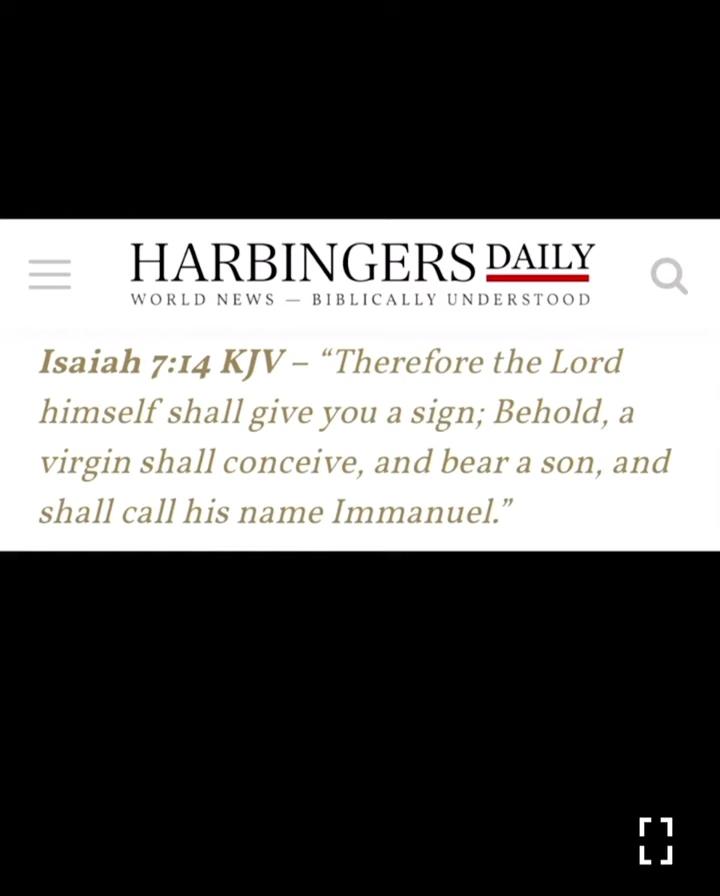 HARBINGERS DAILY
WORLD NEWS — BIBLICALLY UNDERSTOOD
Isaiah 7:14 KJV – “Therefore the Lord
himself shall give you a sign; Behold, a
virgin shall conceive, and bear a son, and
shall call his name Immanuel.”